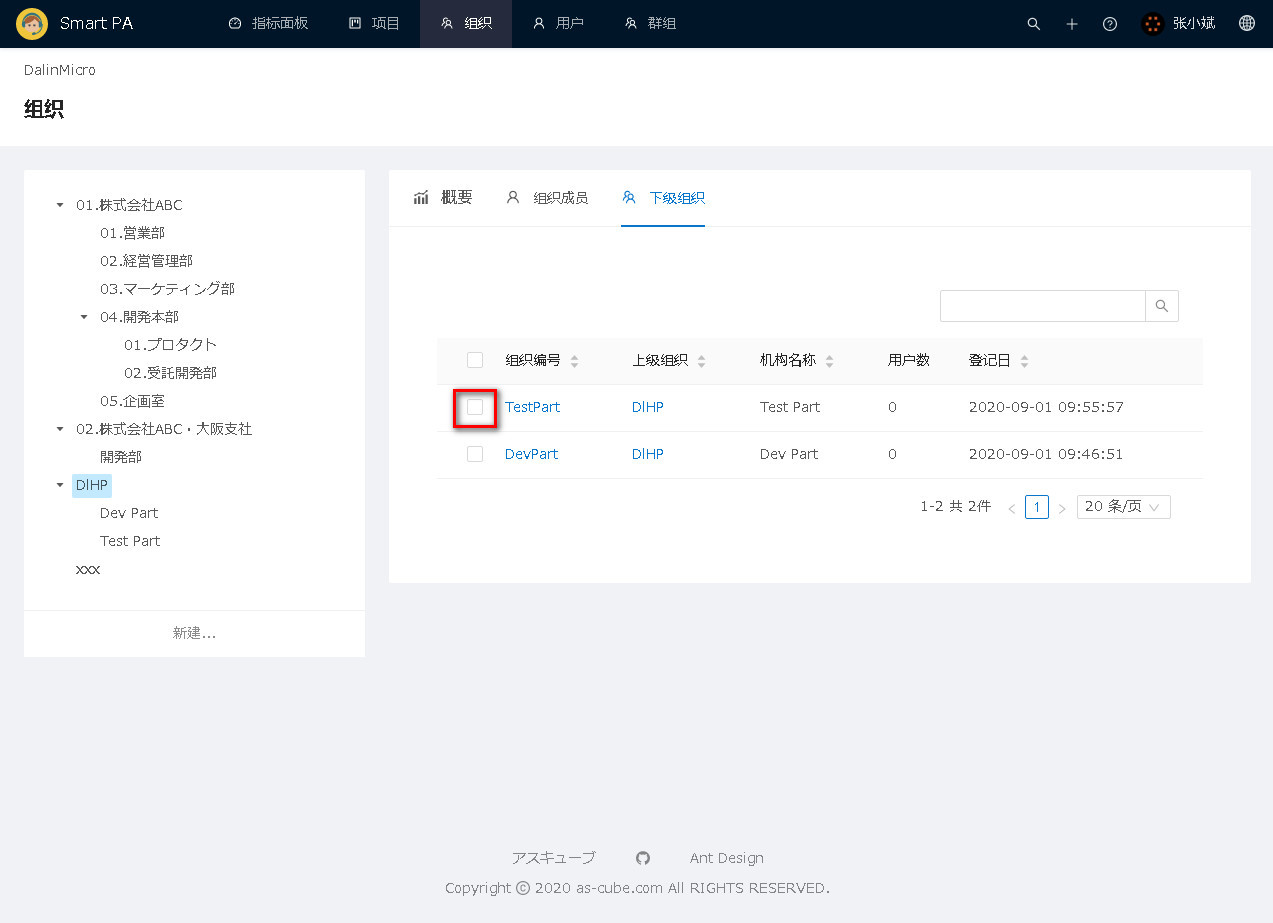 Smart PA 指标面板 项目 组织 用户 群组 张小斌
DalinMicro
组织
01.株式会社ABC
01.営業部
02.経営管理部
03.マーケティング部
04.開発本部
01.プロタクト
02.受託開発部
05.企画室
02.株式会社ABC・大阪支社
開発部
DlHP
Dev Part
Test Part
xxx
新建...
概要 组织成员 下级组织
组织编号 上级组织 机构名称 用户数 登记日
TestPart DlHP Test Part 0 2020-09-01 09:55:57
DevPart DlHP Dev Part 0 2020-09-01 09:46:51
1-2 共 2件 < 1 > 20 条/页
アスキューブ Ant Design
Copyright © 2020 as-cube.com All RIGHTS RESERVED.